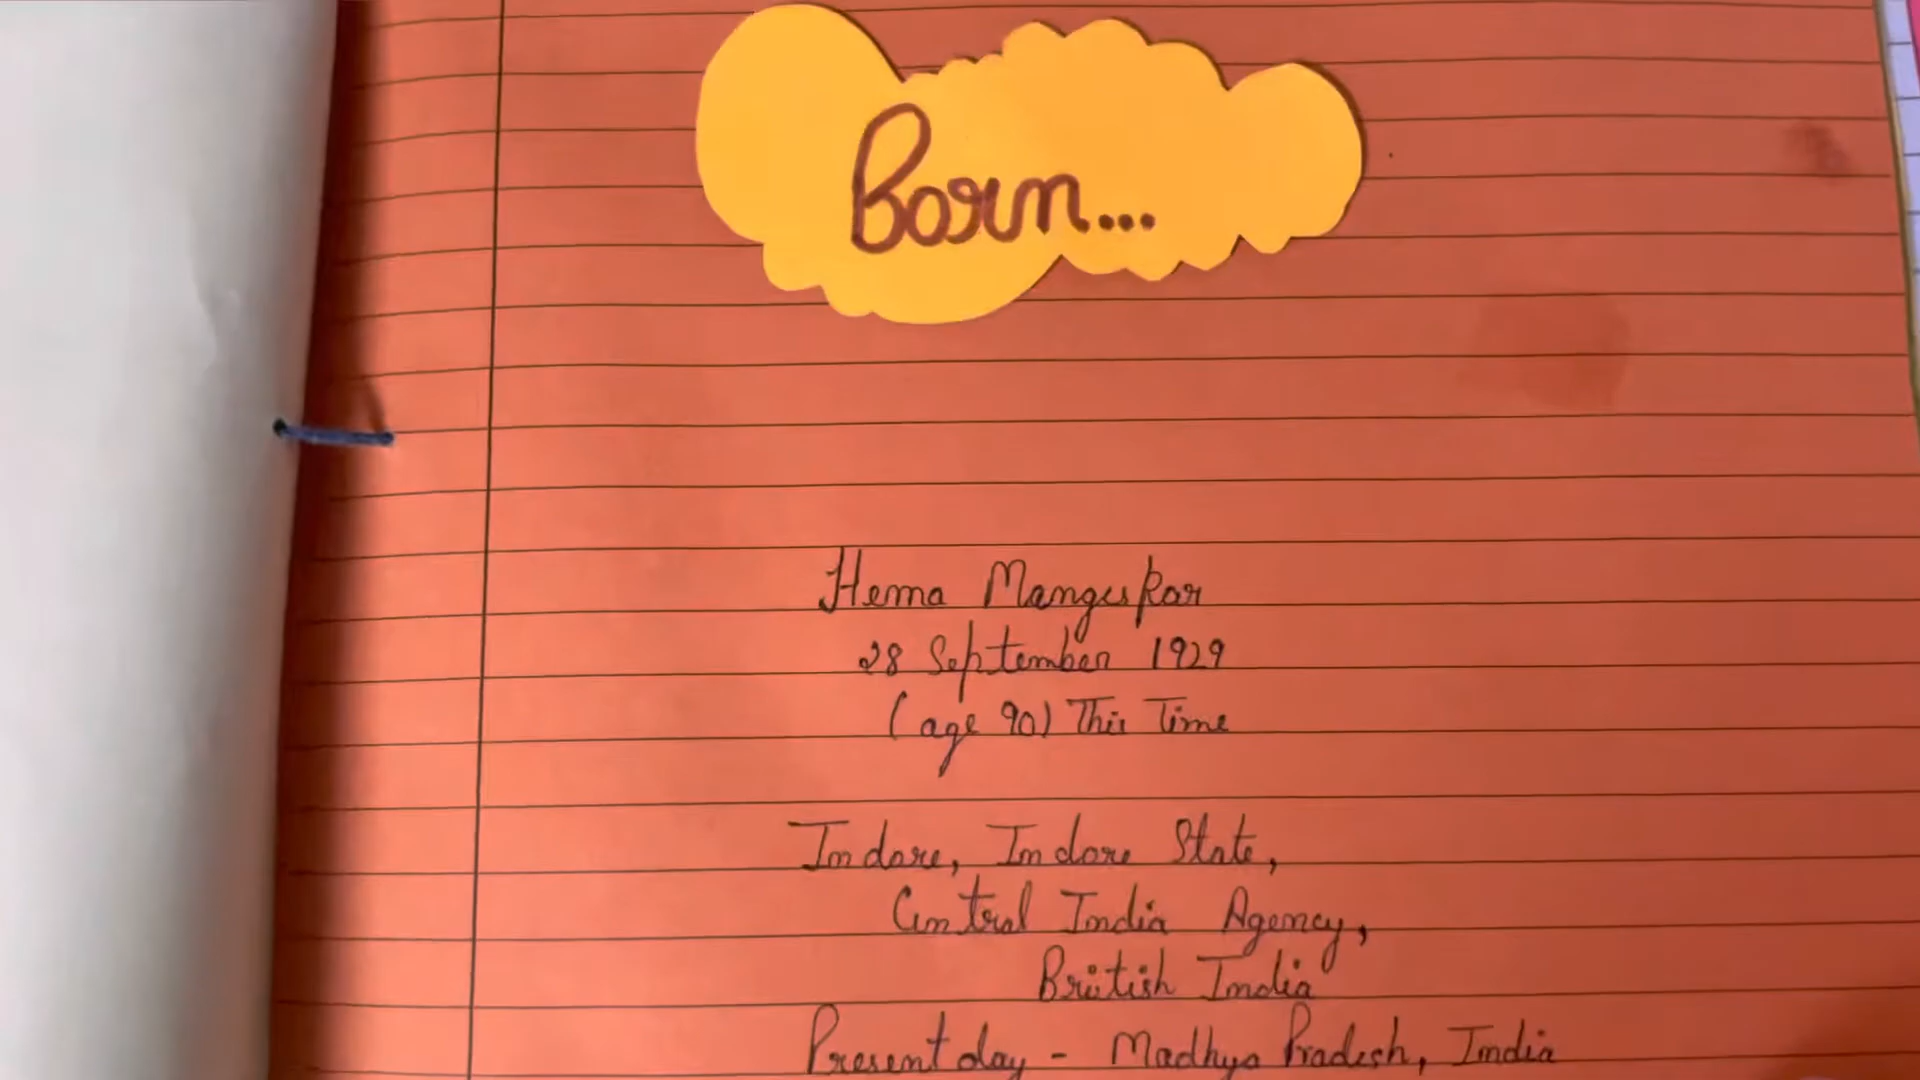 Born...
Hema Mangeskar
28 September 1929
(age 90) This Time
Indore, Indore State,
Central India Agency,
British India
Present day - Madhya Pradesh, India